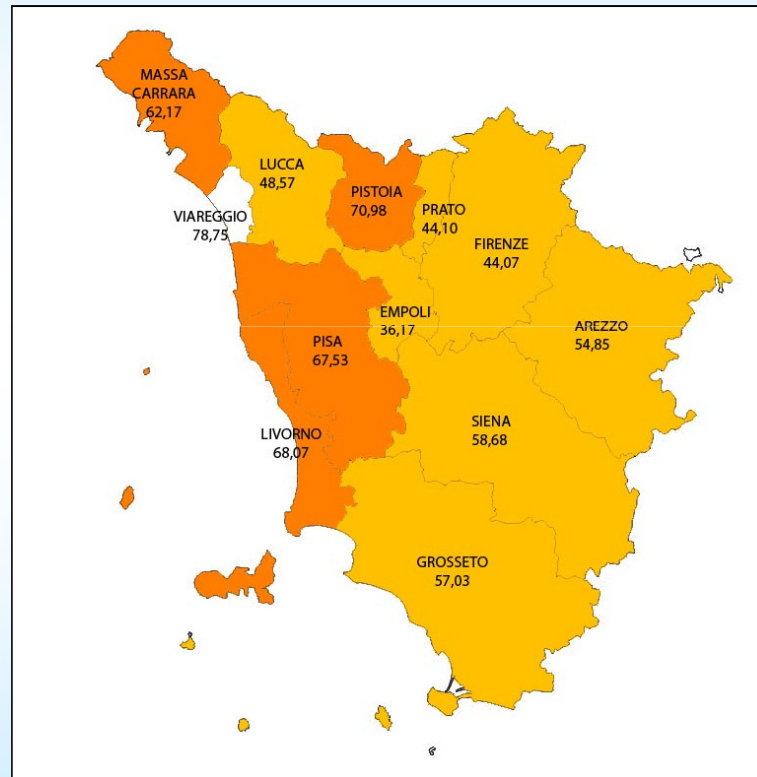 MASSA
CARRARA
62,17
LUCCA
48,57
PISTOIA
70,98
PRATO
44,10
VIAREGGIO
78,75
FIRENZE
44,07
EMPOLI
36,17
AREZZO
54,85
PISA
67,53
SIENA
58,68
LIVORNO
68,07
GROSSETO
57,03